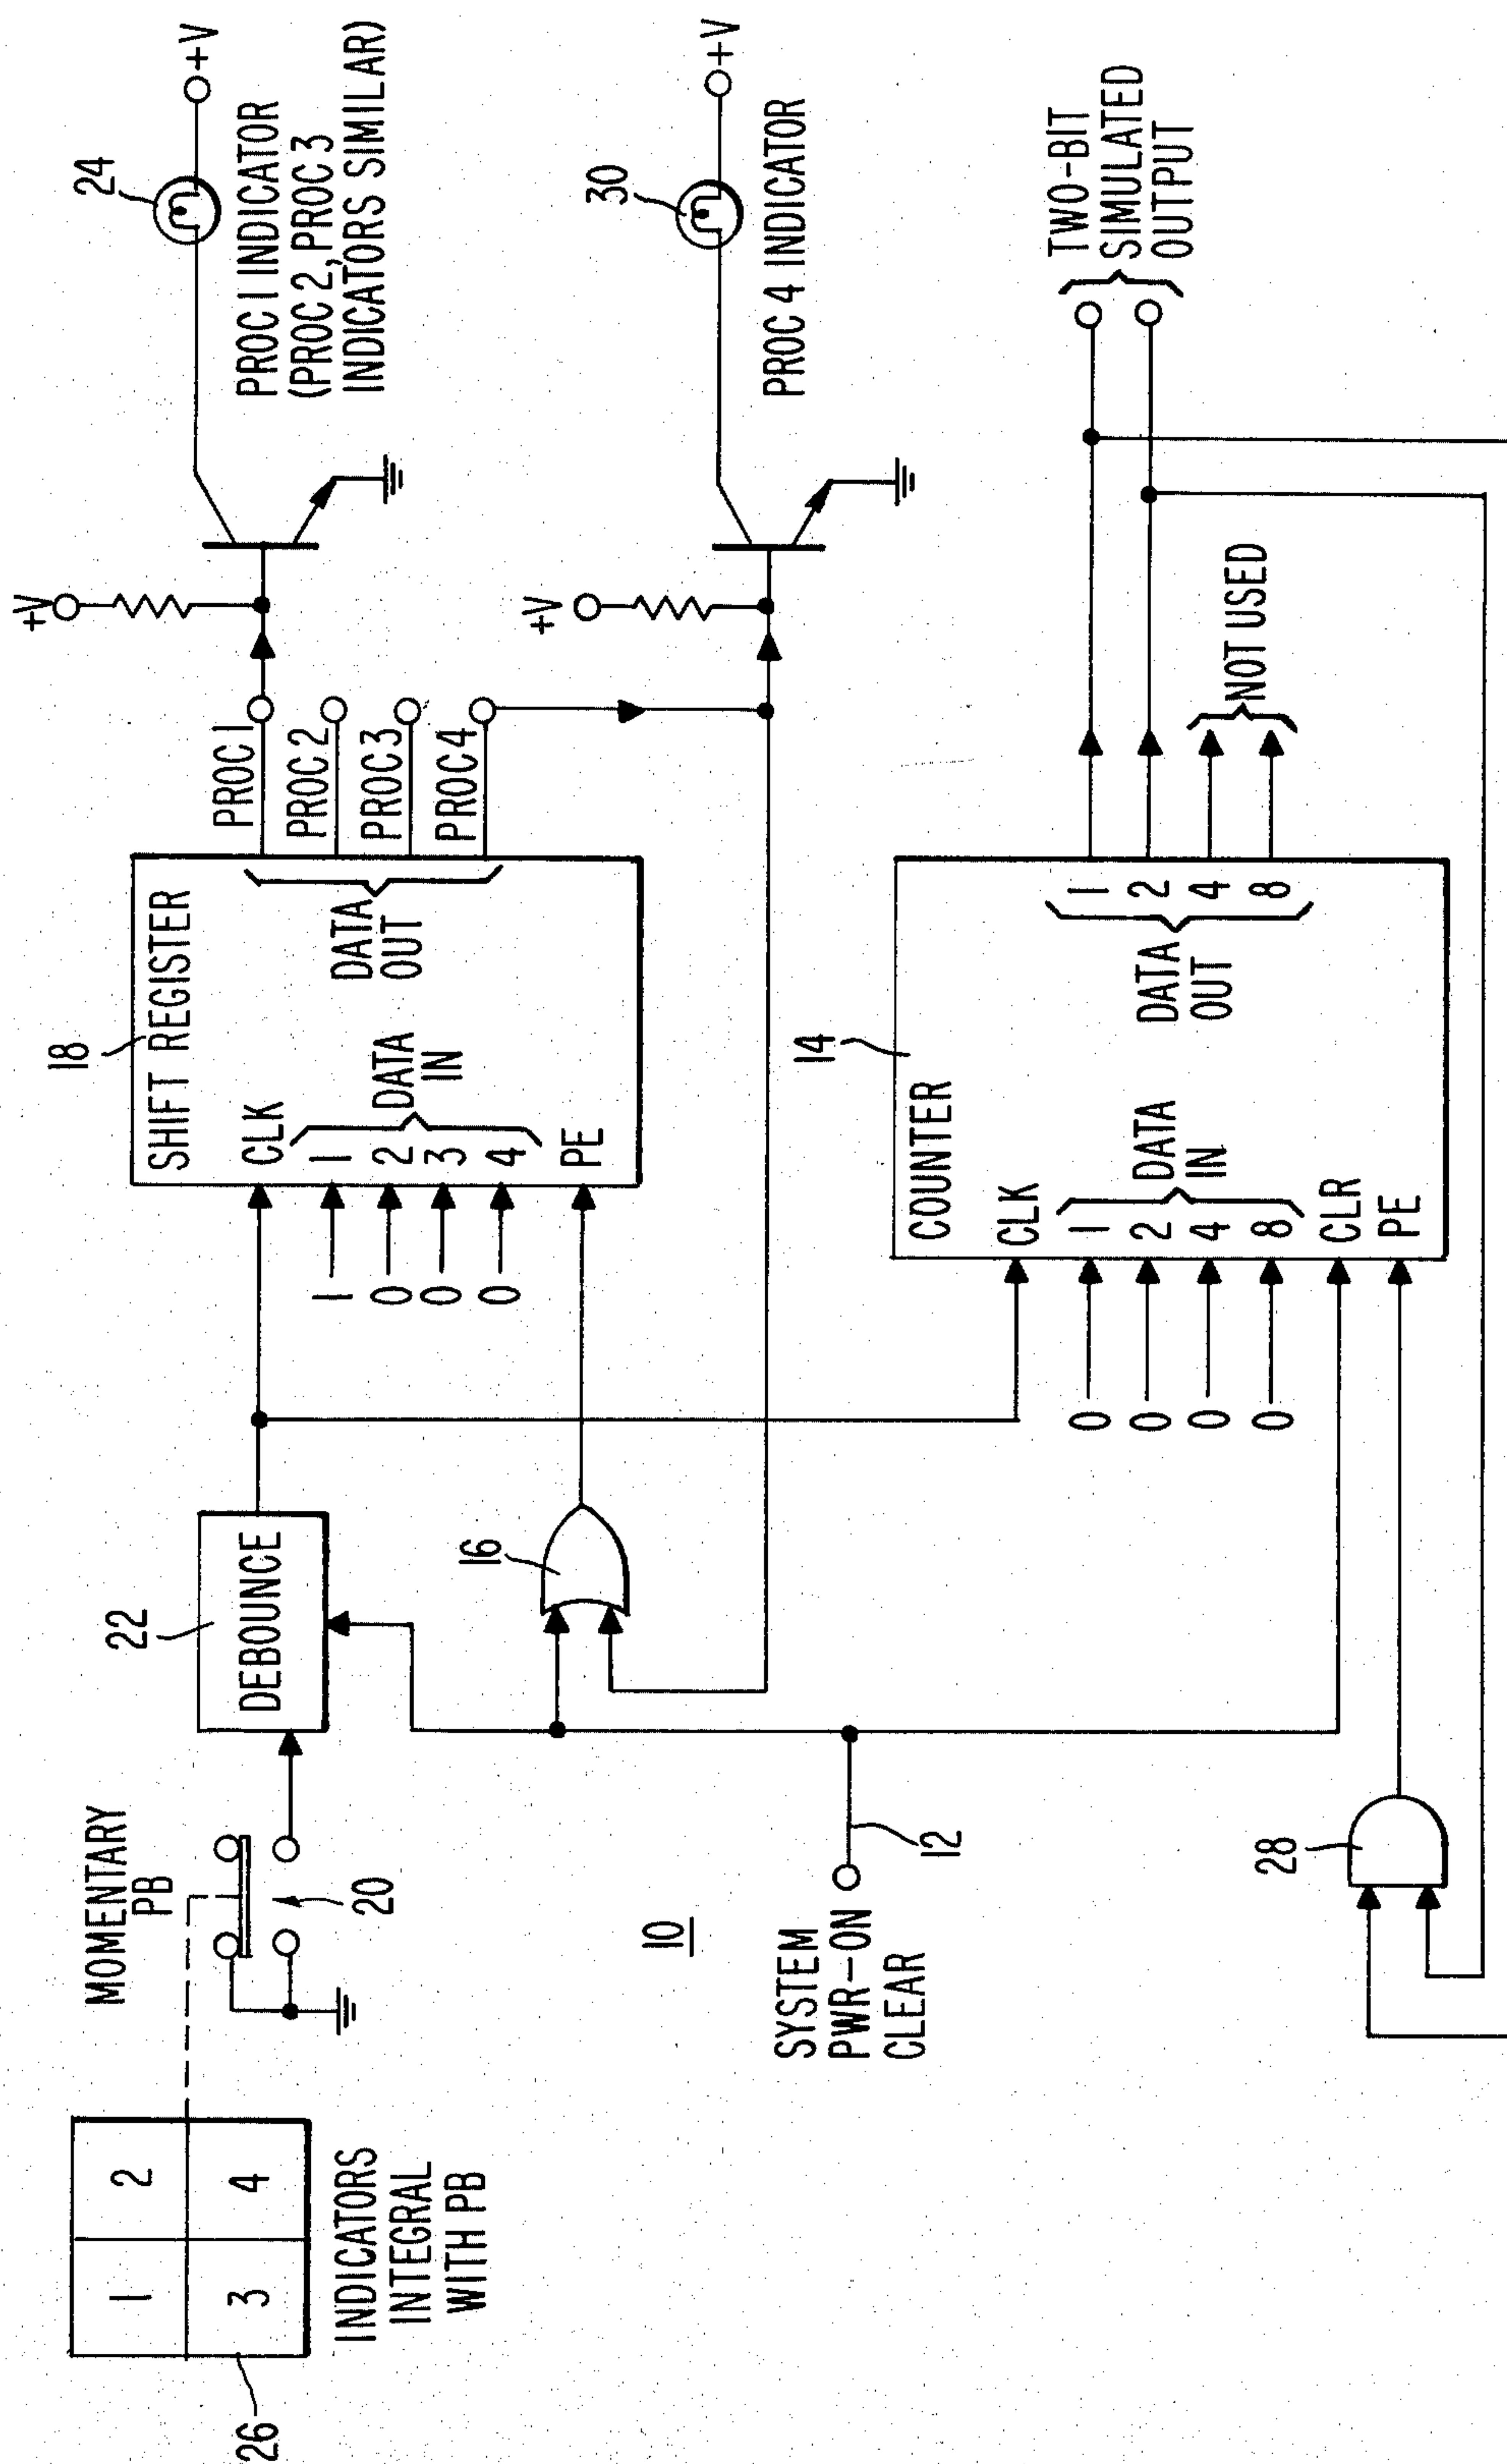 26
1 2
3 4
INDICATORS
INTEGRAL
WITH PB
MOMENTARY
PB
20
22
DEBOUNCE
10
SYSTEM
PWR-ON
CLEAR
12
16
28
18
SHIFT REGISTER
CLK
1 1
0 2
0 3
0 4
DATA
IN
PE
DATA
OUT
PROC 1
PROC 2
PROC 3
PROC 4
+V
24
+V
PROC 1 INDICATOR
(PROC 2, PROC 3
INDICATORS SIMILAR)
+V
30
+V
PROC 4 INDICATOR
14
COUNTER
CLK
0 1
0 2
0 4
0 8
DATA
IN
CLR
PE
DATA
OUT
1
2
4
8
NOT USED
TWO-BIT
SIMULATED
OUTPUT